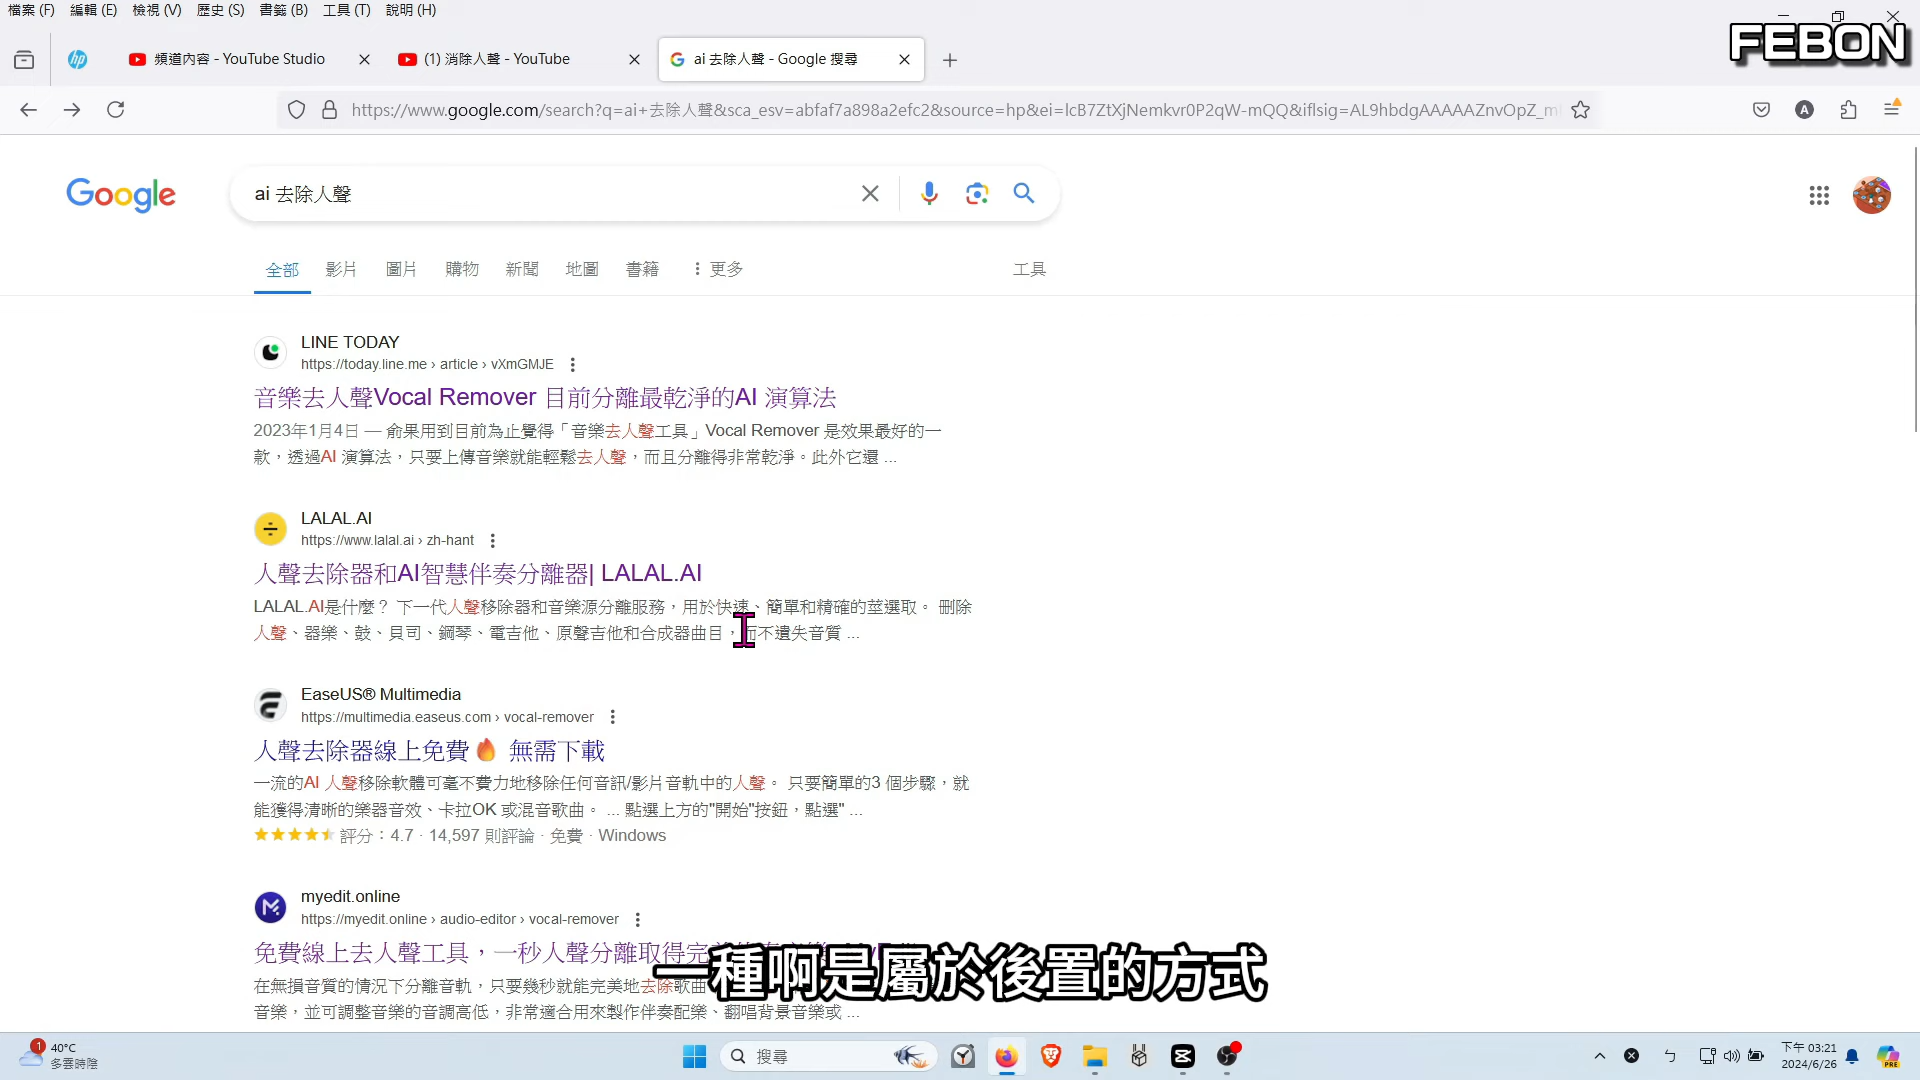 檔案 (F) 編輯 (E) 檢視 (V) 歷史 (S) 書籤 (B) 工具 (T) 說明 (H)
FEBON
頻道內容 - YouTube Studio
(1) 消除人聲 - YouTube
ai 去除人聲 - Google 搜尋
https://www.google.com/search?q=ai+去除人聲&sca_esv=abfaf7a898a2efc2&source=hp&ei=lcB7ZtXjNemkvr0P2qW-mQQ&iflsig=AL9hbdgAAAAAZnvOpZ_m
Google
ai 去除人聲
全部 影片 圖片 購物 新聞 地圖 書籍 更多 工具
LINE TODAY
https://today.line.me › article › vXmGMJE
音樂去人聲Vocal Remover 目前分離最乾淨的AI 演算法
2023年1月4日 — 俞果用到目前為止覺得「音樂去人聲工具」Vocal Remover 是效果最好的一
款，透過AI 演算法，只要上傳音樂就能輕鬆去人聲，而且分離得非常乾淨。此外它還 ...
LALAL.AI
https://www.lalal.ai › zh-hant
人聲去除器和AI智慧伴奏分離器| LALAL.AI
LALAL.AI是什麼？ 下一代人聲移除器和音樂源分離服務，用於快速、簡單和精確的莖選取。 刪除
人聲、器樂、鼓、貝司、鋼琴、電吉他、原聲吉他和合成器曲目，而不遺失音質 ...
EaseUS® Multimedia
https://multimedia.easeus.com › vocal-remover
人聲去除器線上免費🔥 無需下載
一流的AI 人聲移除軟體可毫不費力地移除任何音訊/影片音軌中的人聲。 只要簡單的3 個步驟，就
能獲得清晰的樂器音效、卡拉OK 或混音歌曲。 ... 點選上方的"開始"按鈕，點選" ...
評分：4.7 · 14,597 則評論 · 免費 · Windows
myedit.online
https://myedit.online › audio-editor › vocal-remover
免費線上去人聲工具，一秒人聲分離取得完
一種啊是屬於後置的方式
在無損音質的情況下分離音軌，只要幾秒就能完美地去除歌曲
音樂，並可調整音樂的音調高低，非常適合用來製作伴奏配樂、翻唱背景音樂或 ...
1
40°C
多雲時陰
搜尋
ㄅ
下午 03:21
2024/6/26
PRE